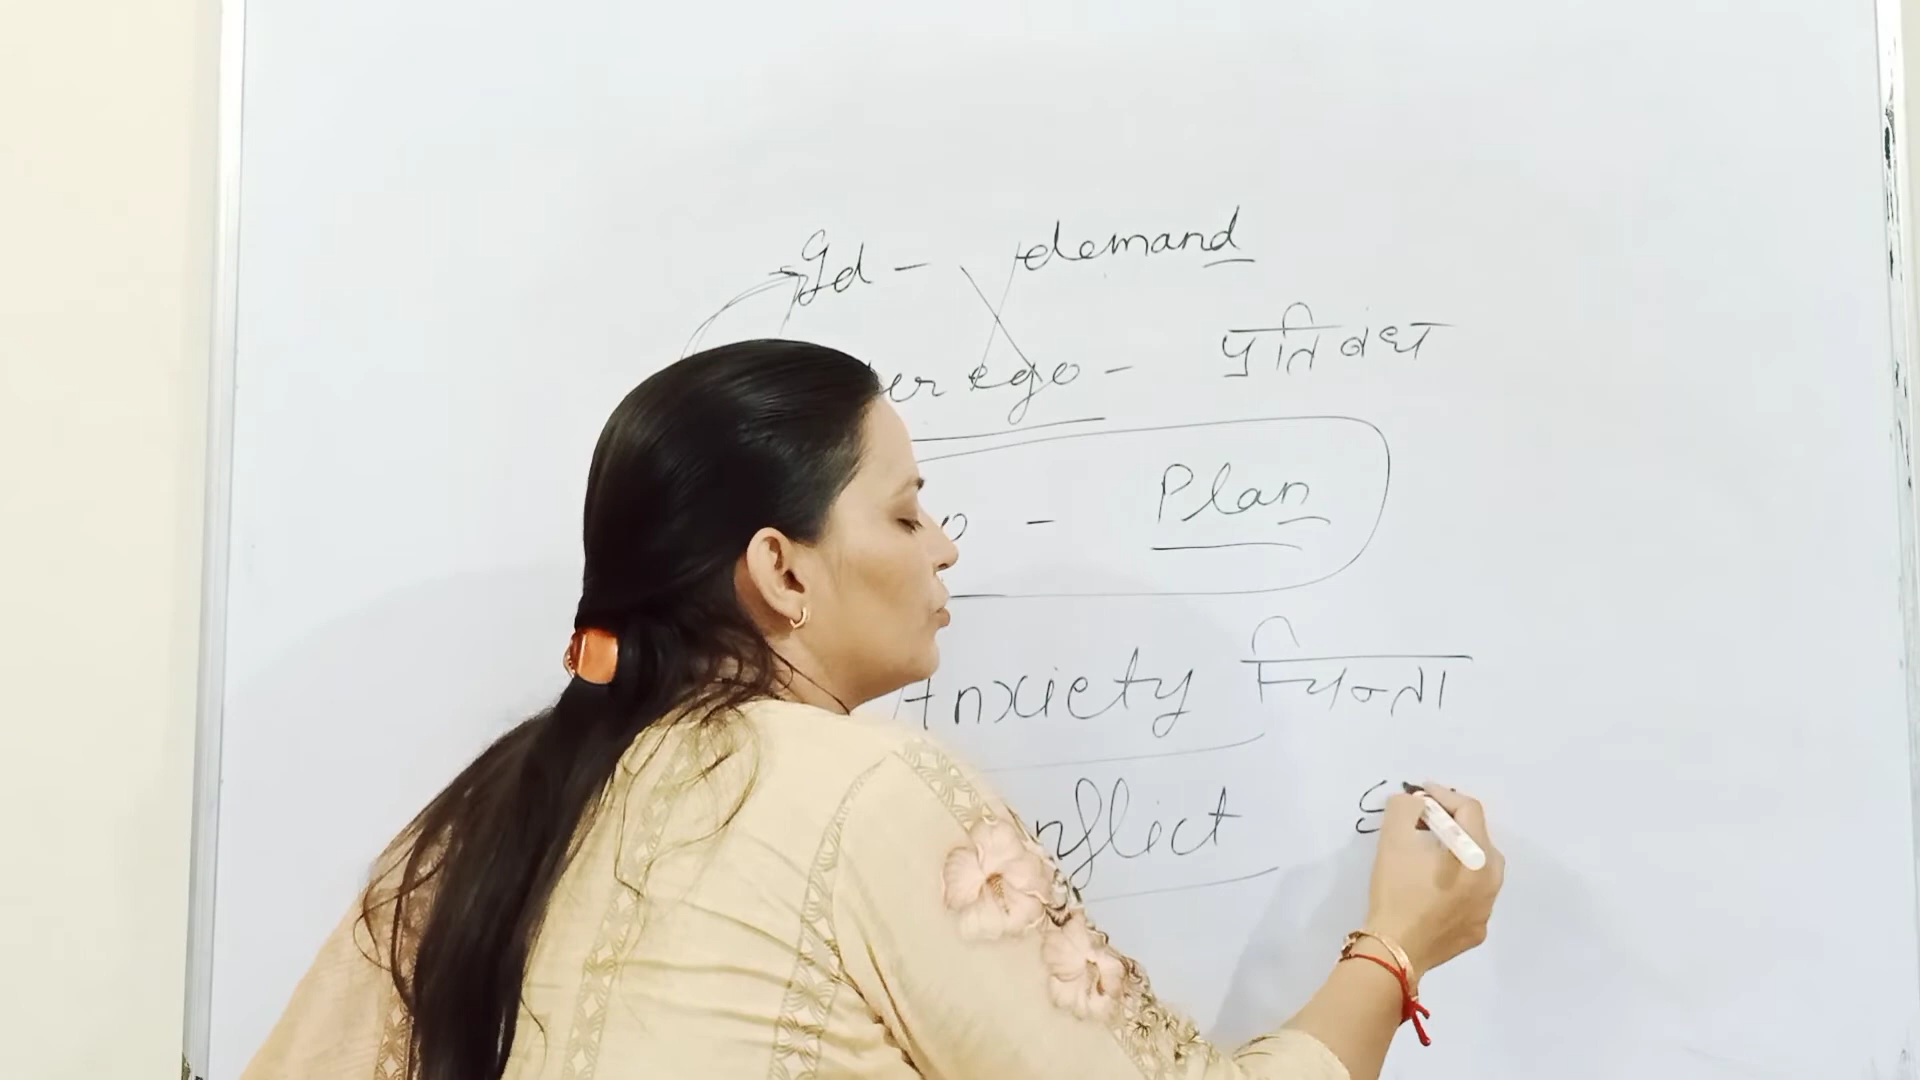 Id - demand
er ego - प्रतिबंध
o - Plan
Anxiety चिन्ता
nflict